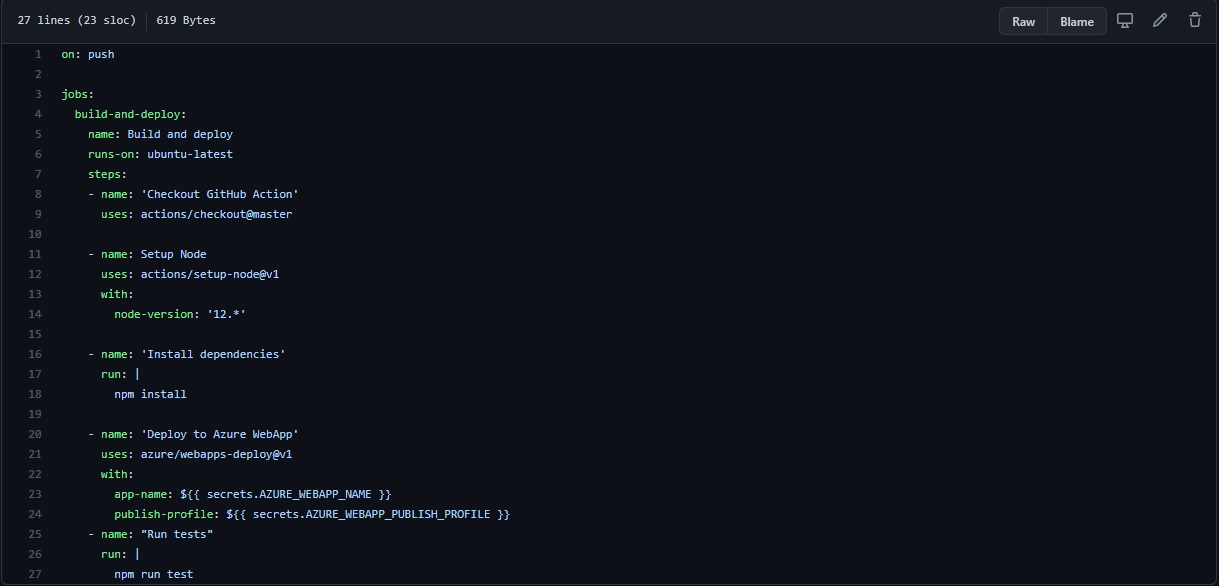 27 lines (23 sloc) 619 Bytes Raw Blame
1 on: push
2
3 jobs:
4   build-and-deploy:
5     name: Build and deploy
6     runs-on: ubuntu-latest
7     steps:
8     - name: 'Checkout GitHub Action'
9       uses: actions/checkout@master
10
11     - name: Setup Node
12       uses: actions/setup-node@v1
13       with:
14         node-version: '12.*'
15
16     - name: 'Install dependencies'
17       run: |
18         npm install
19
20     - name: 'Deploy to Azure WebApp'
21       uses: azure/webapps-deploy@v1
22       with:
23         app-name: ${{ secrets.AZURE_WEBAPP_NAME }}
24         publish-profile: ${{ secrets.AZURE_WEBAPP_PUBLISH_PROFILE }}
25     - name: "Run tests"
26       run: |
27         npm run test